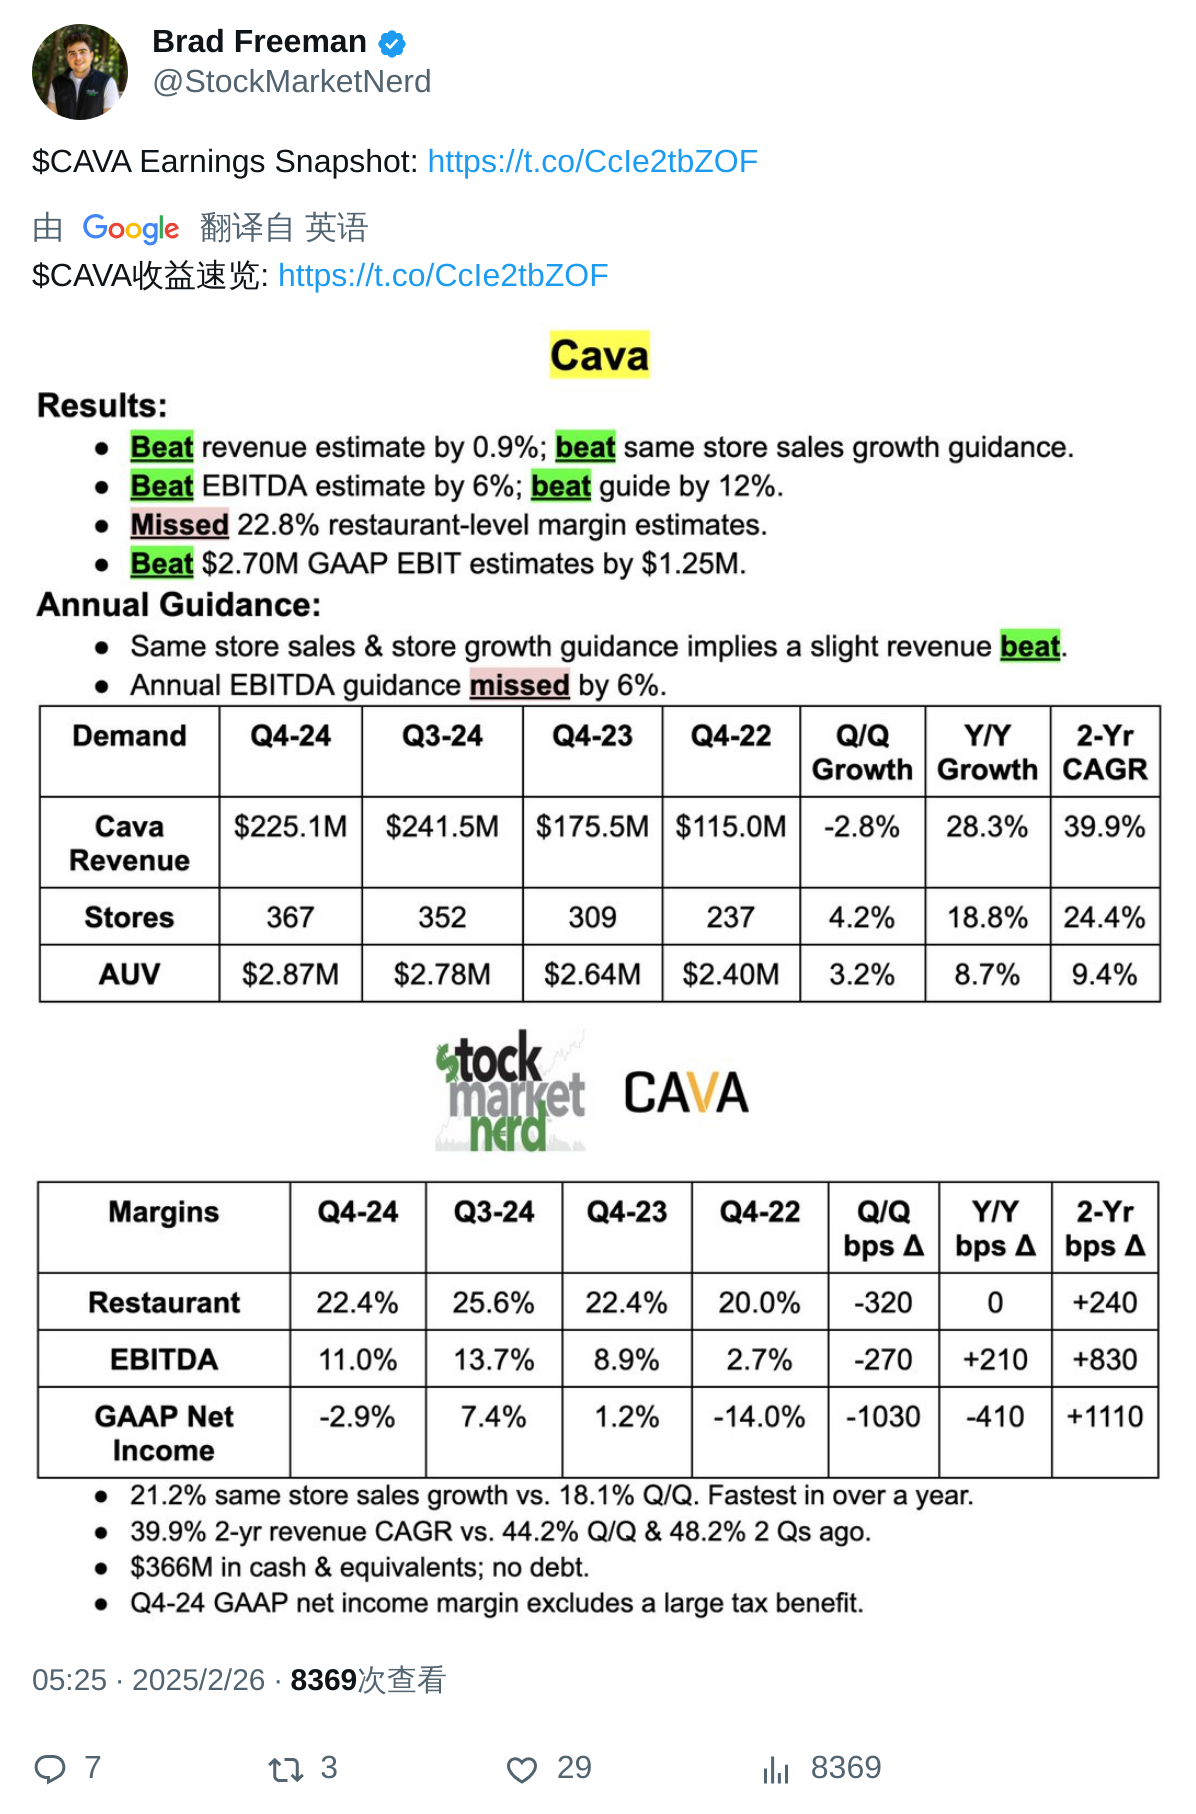 Brad Freeman
@StockMarketNerd
$CAVA Earnings Snapshot: https://t.co/CcIe2tbZOF
由 Google 翻译自 英语
$CAVA收益速览: https://t.co/CcIe2tbZOF
Cava
Results:
● Beat revenue estimate by 0.9%; beat same store sales growth guidance.
● Beat EBITDA estimate by 6%; beat guide by 12%.
● Missed 22.8% restaurant-level margin estimates.
● Beat $2.70M GAAP EBIT estimates by $1.25M.
Annual Guidance:
● Same store sales & store growth guidance implies a slight revenue beat.
● Annual EBITDA guidance missed by 6%.
Demand Q4-24 Q3-24 Q4-23 Q4-22 Q/Q Growth Y/Y Growth 2-Yr CAGR
Cava Revenue $225.1M $241.5M $175.5M $115.0M -2.8% 28.3% 39.9%
Stores 367 352 309 237 4.2% 18.8% 24.4%
AUV $2.87M $2.78M $2.64M $2.40M 3.2% 8.7% 9.4%
$tock
market
nerd
CAVA
Margins Q4-24 Q3-24 Q4-23 Q4-22 Q/Q bps Δ Y/Y bps Δ 2-Yr bps Δ
Restaurant 22.4% 25.6% 22.4% 20.0% -320 0 +240
EBITDA 11.0% 13.7% 8.9% 2.7% -270 +210 +830
GAAP Net Income -2.9% 7.4% 1.2% -14.0% -1030 -410 +1110
● 21.2% same store sales growth vs. 18.1% Q/Q. Fastest in over a year.
● 39.9% 2-yr revenue CAGR vs. 44.2% Q/Q & 48.2% 2 Qs ago.
● $366M in cash & equivalents; no debt.
● Q4-24 GAAP net income margin excludes a large tax benefit.
05:25 · 2025/2/26 · 8369次查看
7 3 29 8369